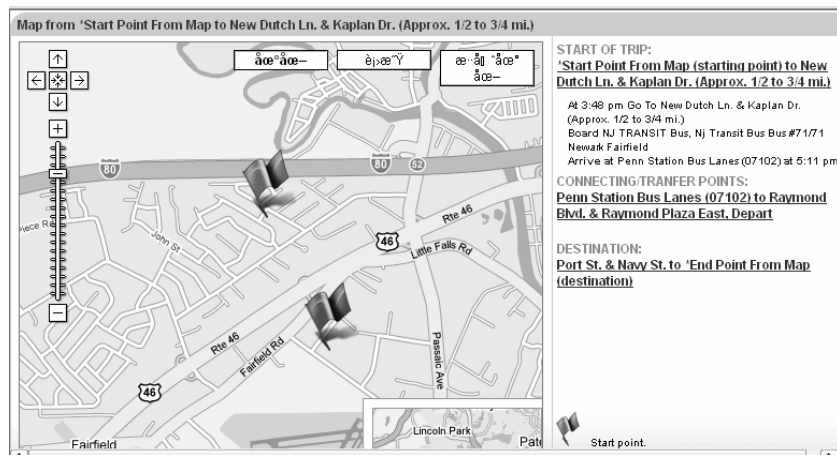 Map from *Start Point From Map to New Dutch Ln. & Kaplan Dr. (Approx. 1/2 to 3/4 mi.)
åœ°åœ–
80
80
52
Rte 46
46
John St
Little Falls Rd
Rte 46
Fairfield Rd
Passaic Ave
46
Fairfield
Lincoln Park
START OF TRIP:
*Start Point From Map (starting point) to New
Dutch Ln. & Kaplan Dr. (Approx. 1/2 to 3/4 mi.)
At 3:48 pm Go To New Dutch Ln. & Kaplan Dr.
(Approx. 1/2 to 3/4 mi.)
Board NJ TRANSIT Bus, Nj Transit Bus Bus #71/71
Newark Fairfield
Arrive at Penn Station Bus Lanes (07102) at 5:11 pm
CONNECTING/TRANFER POINTS:
Penn Station Bus Lanes (07102) to Raymond
Blvd. & Raymond Plaza East, Depart
DESTINATION:
Port St. & Navy St. to *End Point From Map
(destination)
Start point.